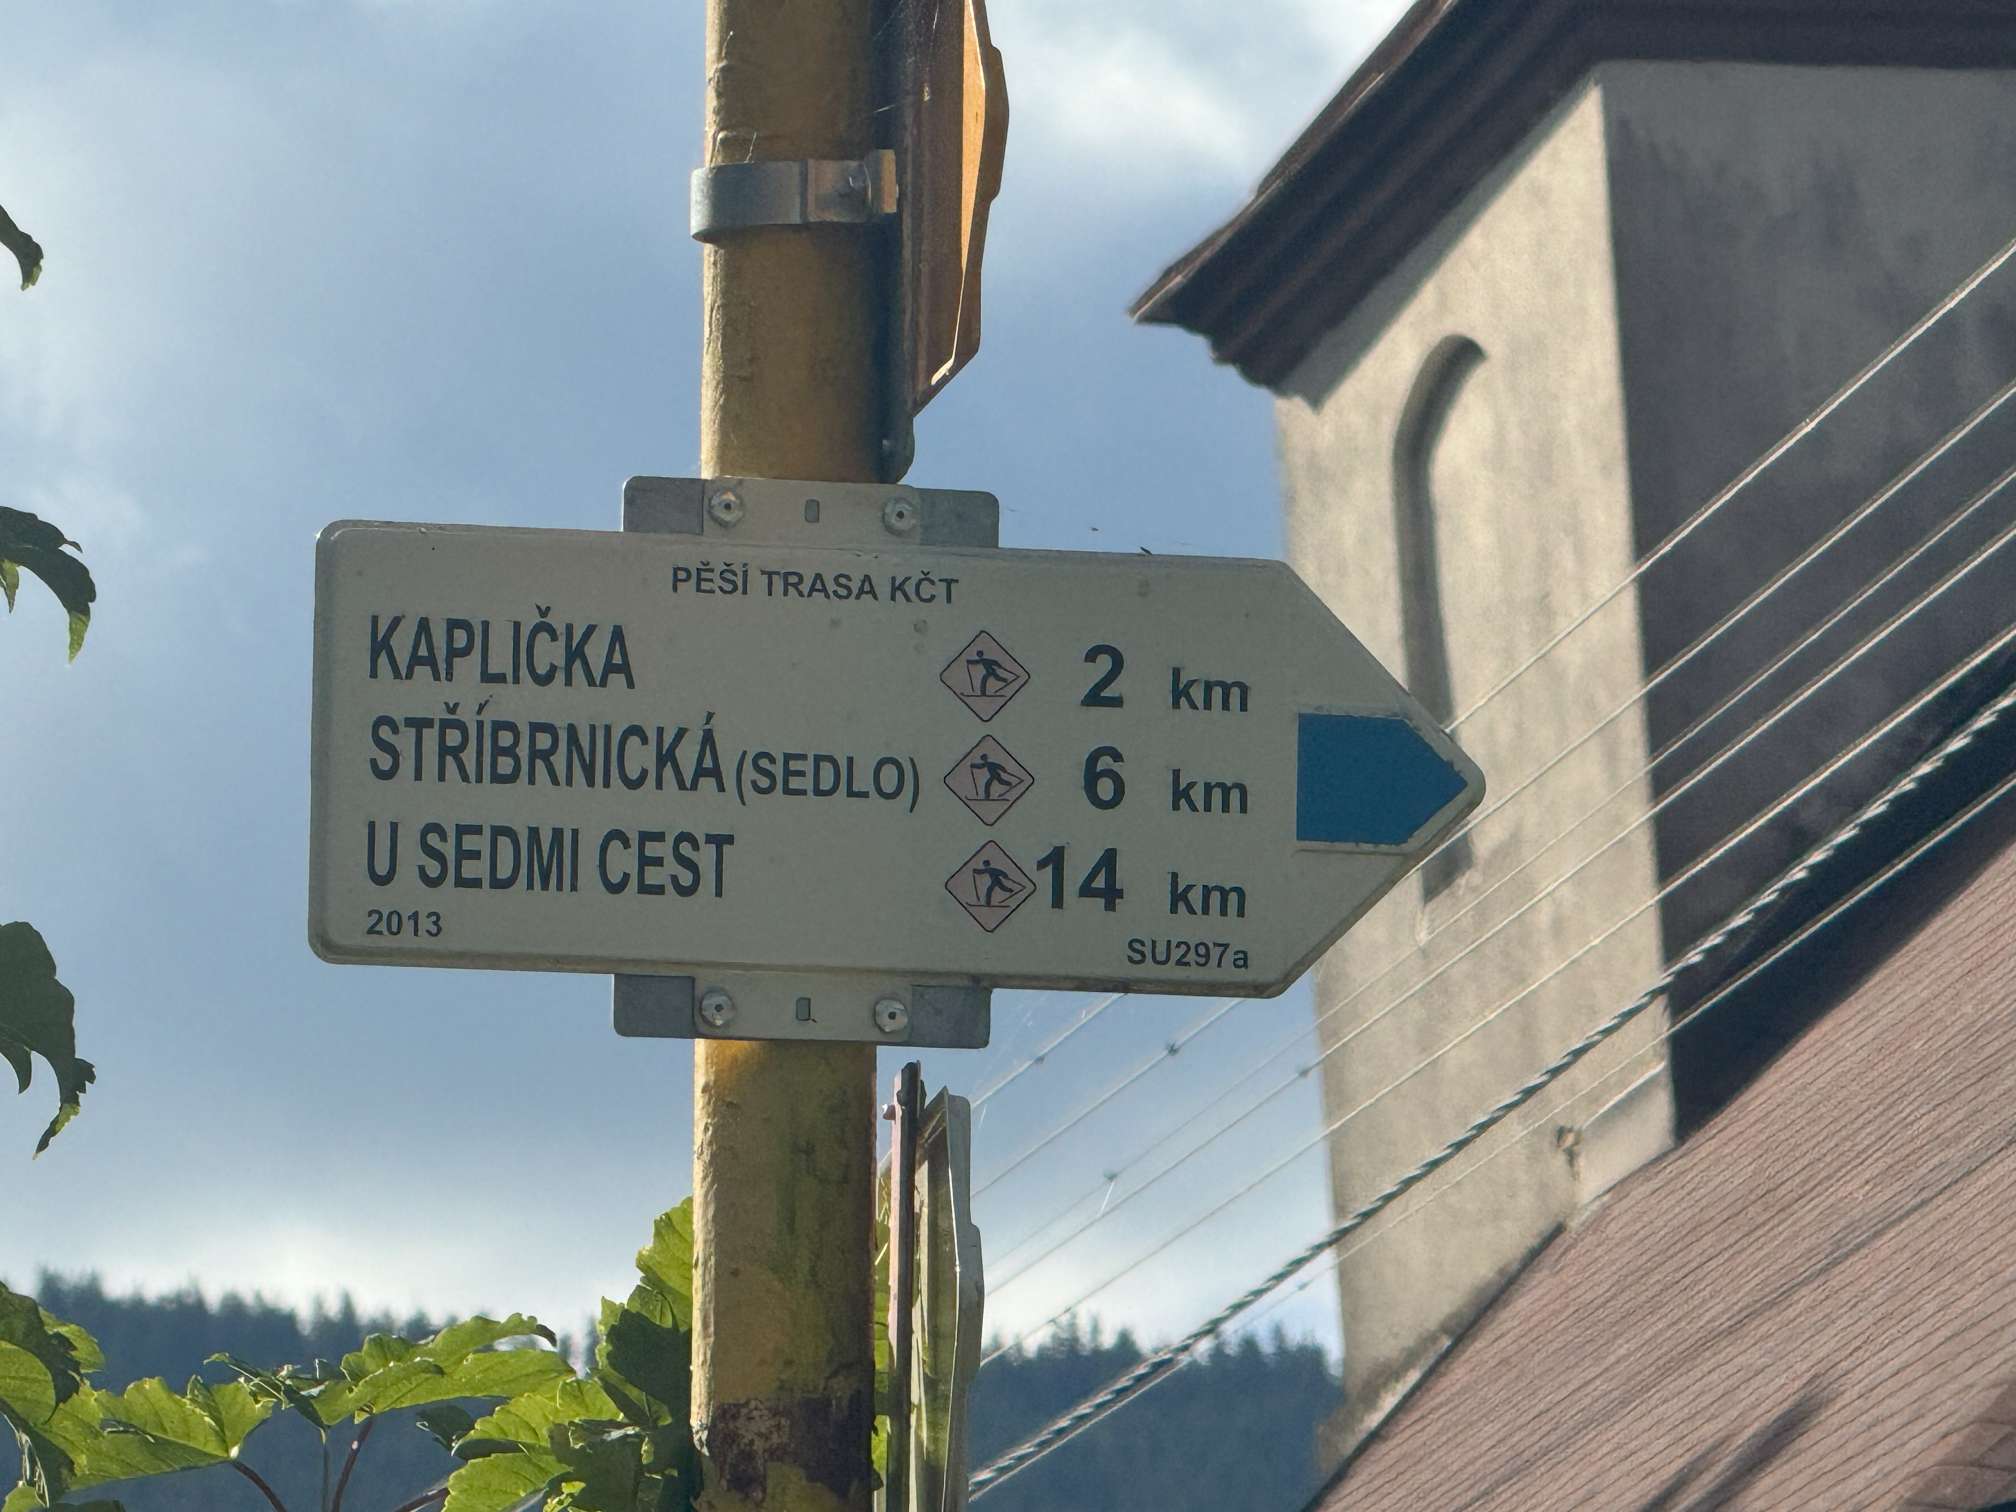 PĚŠÍ TRASA KČT
KAPLIČKA 2 km
STŘÍBRNICKÁ (SEDLO) 6 km
U SEDMI CEST 14 km
2013 SU297a